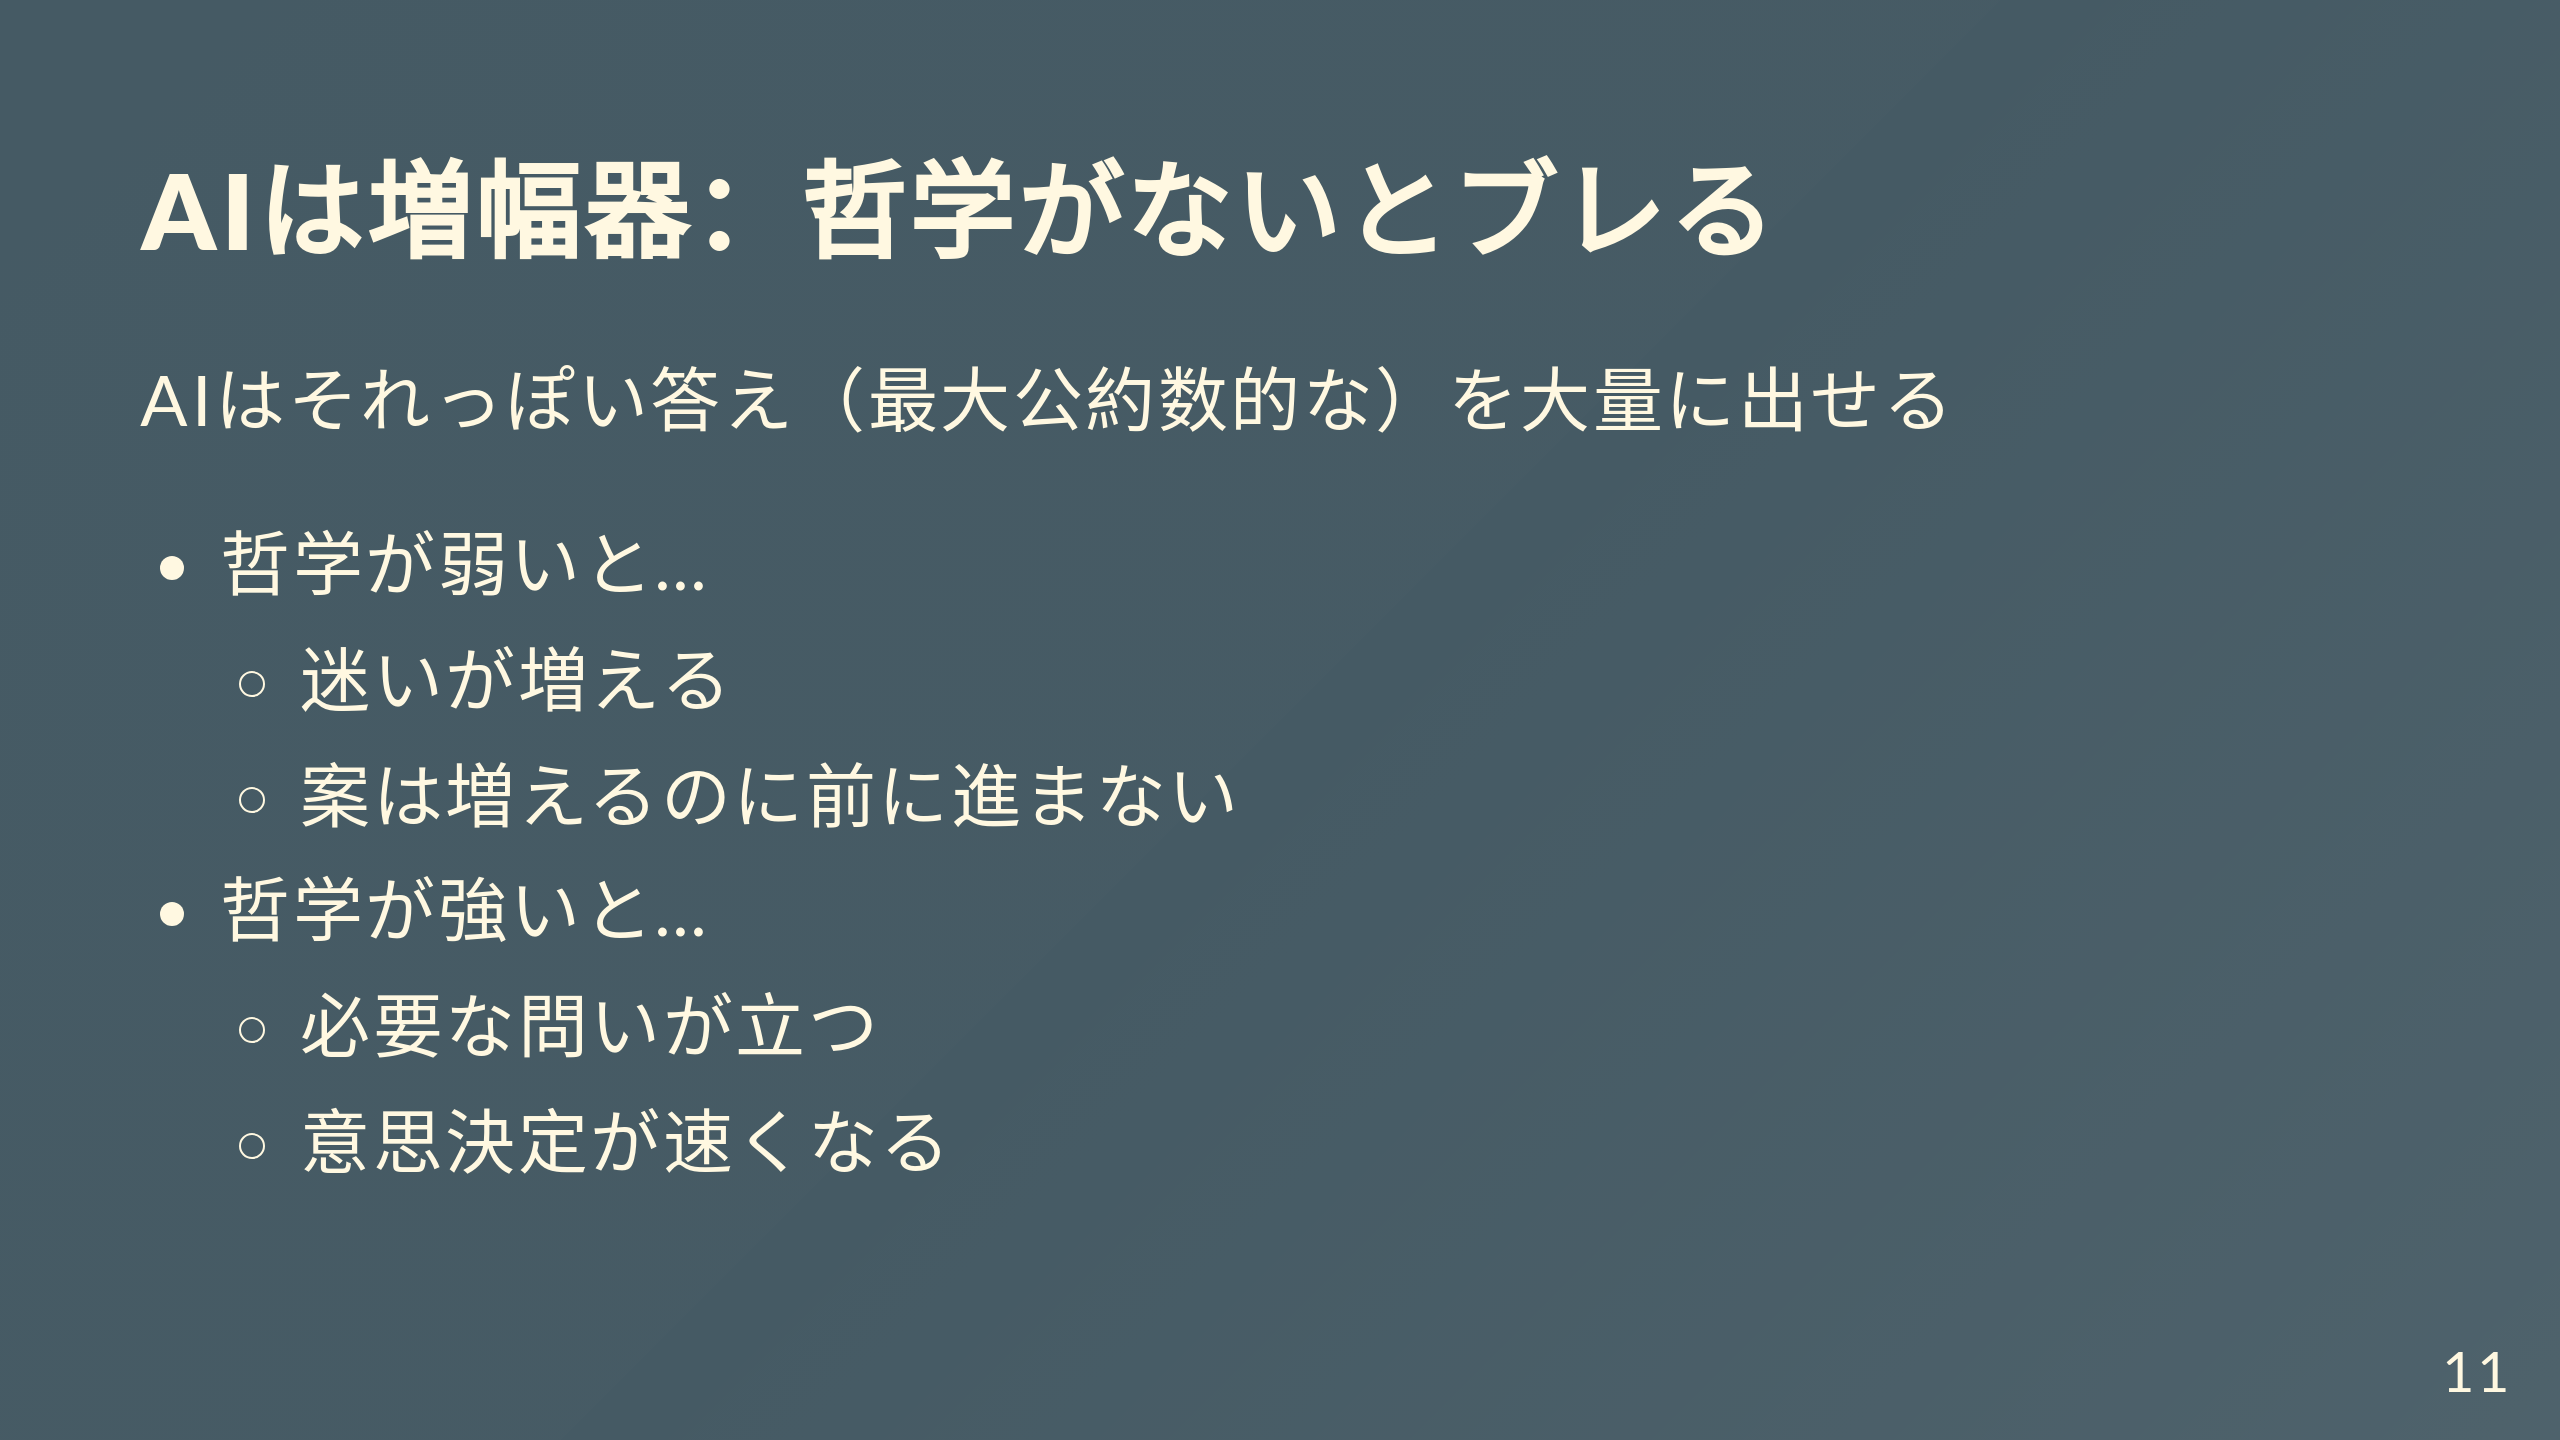 AIは増幅器：哲学がないとブレる
AIはそれっぽい答え（最大公約数的な）を大量に出せる
• 哲学が弱いと...
○ 迷いが増える
○ 案は増えるのに前に進まない
• 哲学が強いと...
○ 必要な問いが立つ
○ 意思決定が速くなる
11